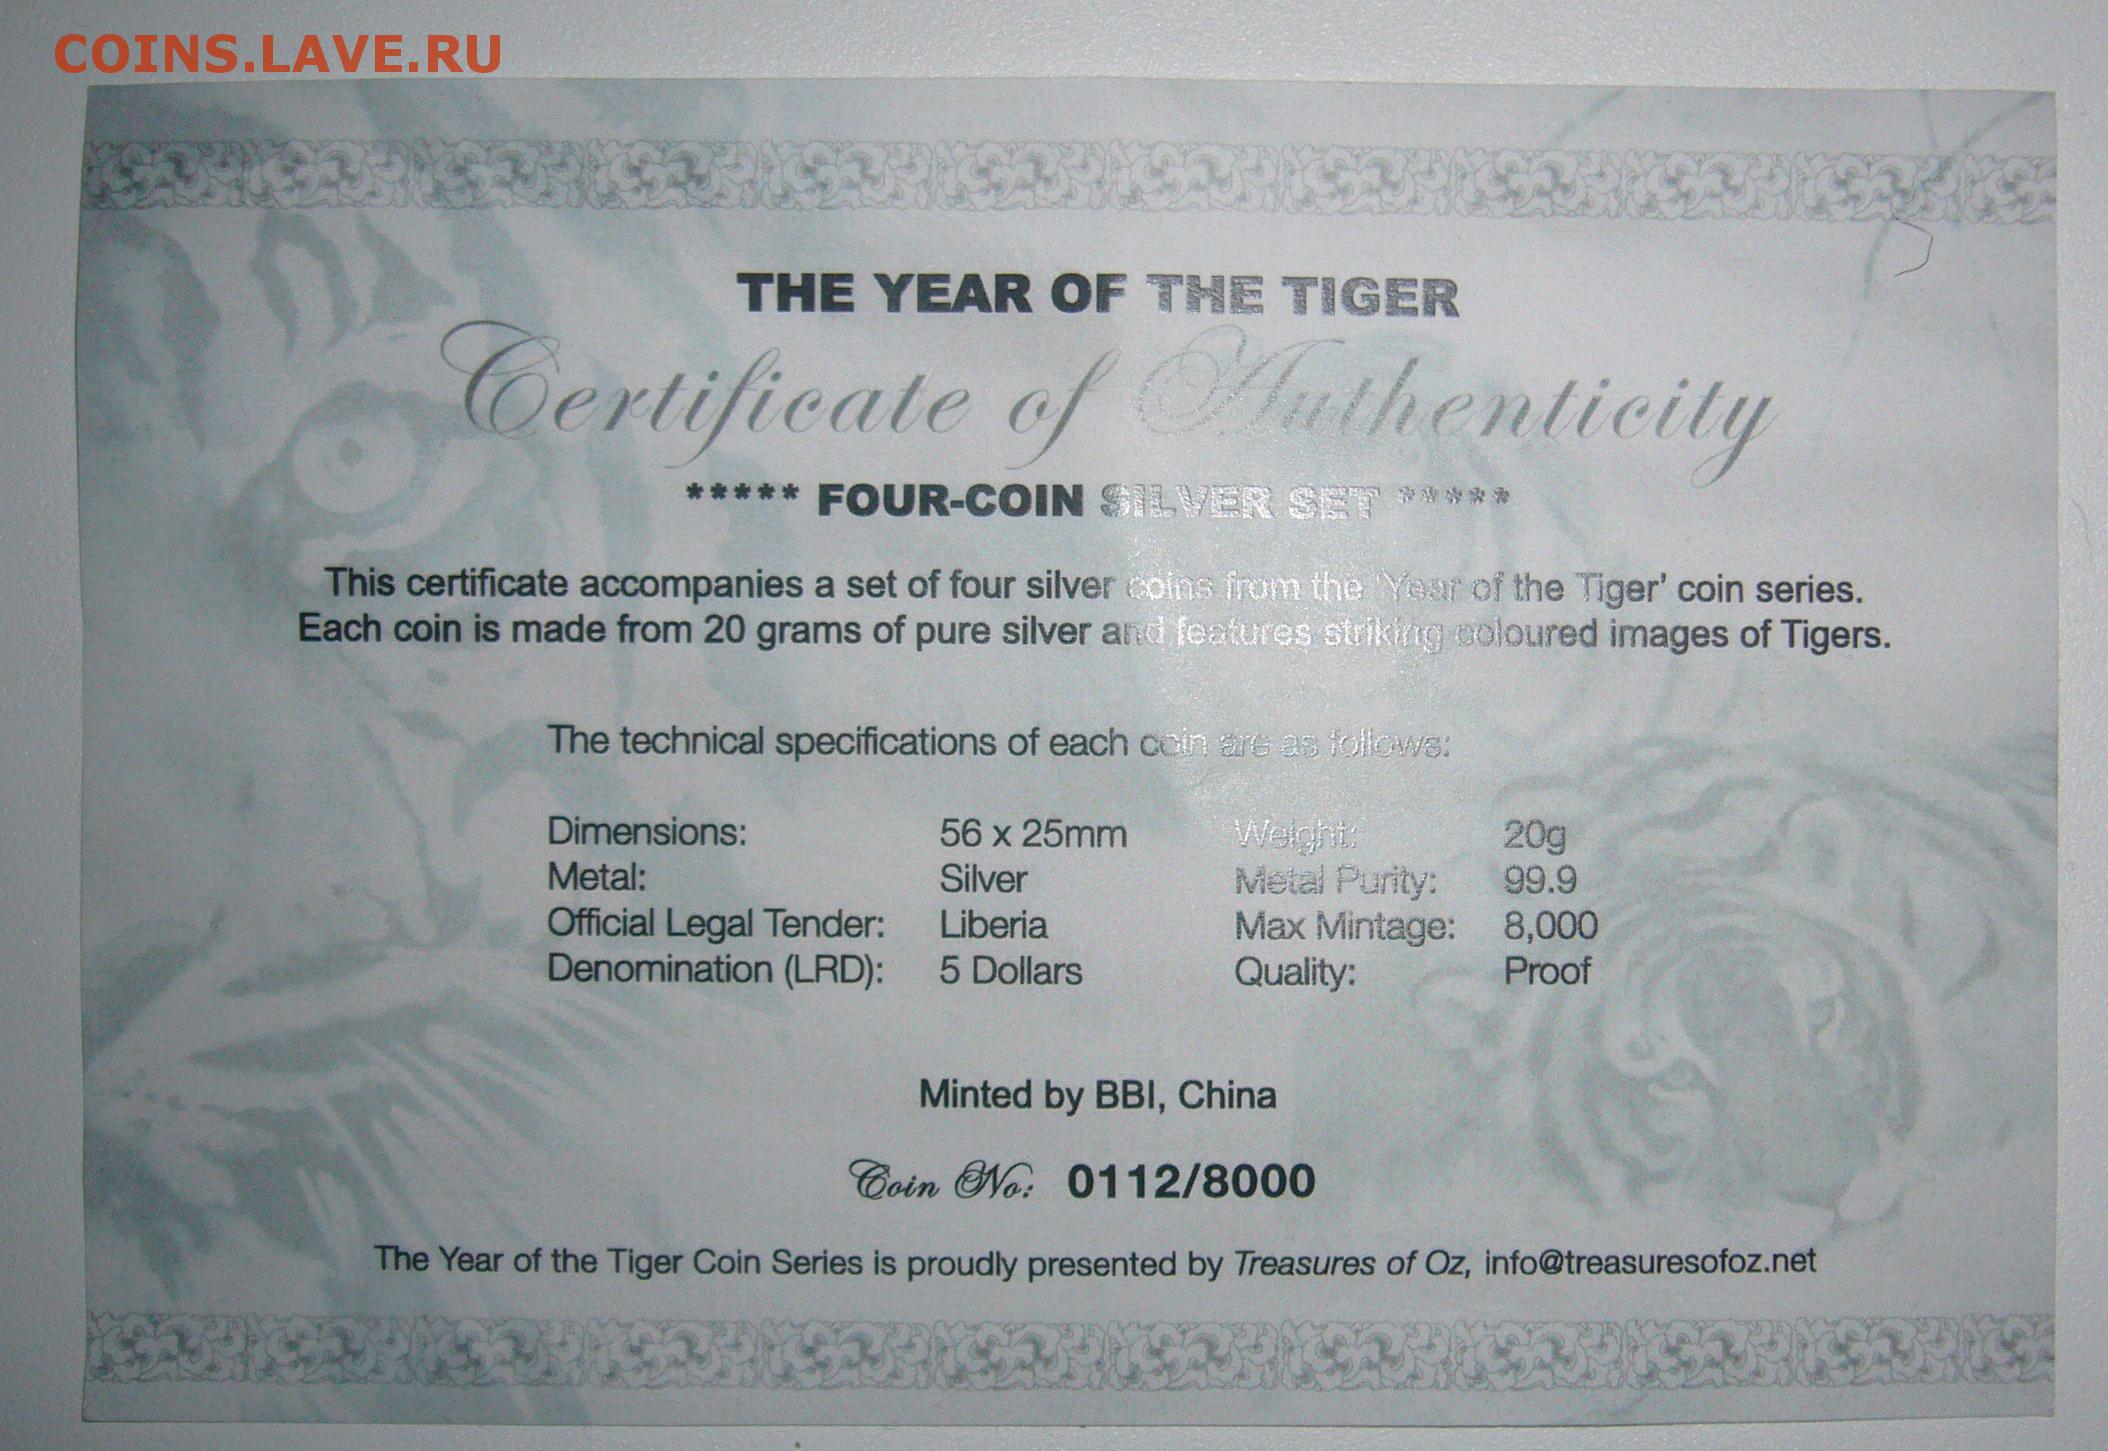 COINS.LAVE.RU
THE YEAR OF THE TIGER
Certificate of Authenticity
***** FOUR-COIN SILVER SET *****
This certificate accompanies a set of four silver coins from the 'Year of the Tiger' coin series.
Each coin is made from 20 grams of pure silver and features striking coloured images of Tigers.
The technical specifications of each coin are as follows:
Dimensions: 56 x 25mm Weight: 20g
Metal: Silver Metal Purity: 99.9
Official Legal Tender: Liberia Max Mintage: 8,000
Denomination (LRD): 5 Dollars Quality: Proof
Minted by BBI, China
Coin No: 0112/8000
The Year of the Tiger Coin Series is proudly presented by Treasures of Oz, info@treasuresofoz.net